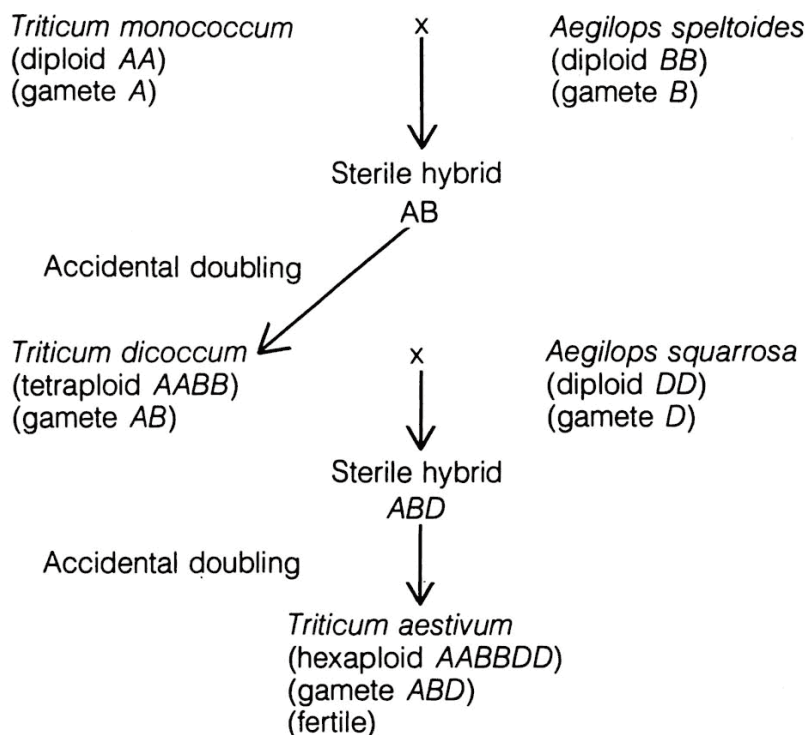 Triticum monococcum x Aegilops speltoides
(diploid AA) (diploid BB)
(gamete A) (gamete B)
Sterile hybrid
AB
Accidental doubling
Triticum dicoccum x Aegilops squarrosa
(tetraploid AABB) (diploid DD)
(gamete AB) (gamete D)
Sterile hybrid
ABD
Accidental doubling
Triticum aestivum
(hexaploid AABBDD)
(gamete ABD)
(fertile)